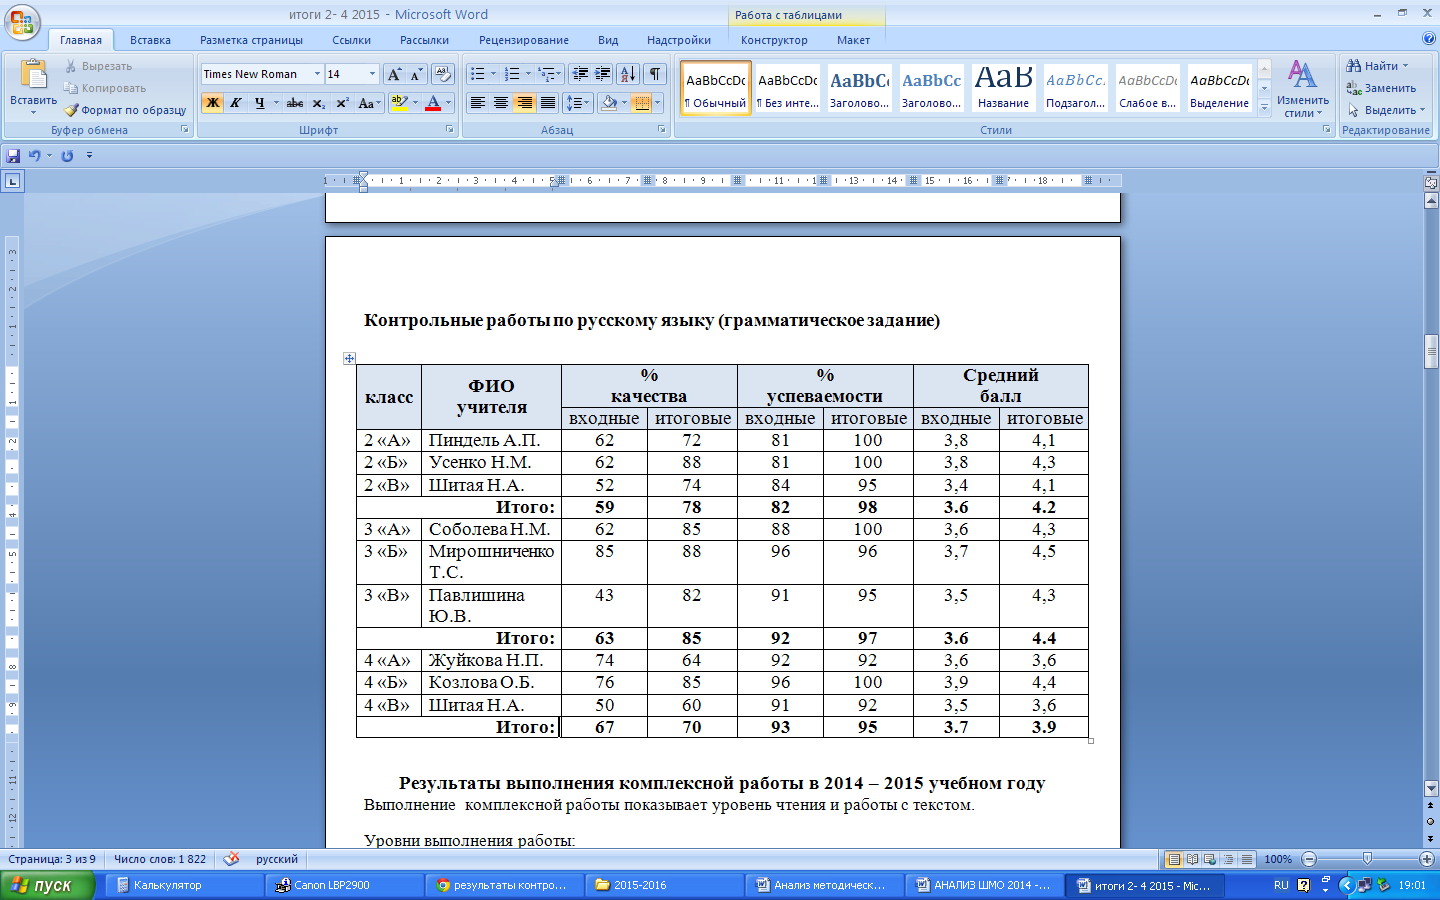 итоги 2- 4 2015 - Microsoft Word
Работа с таблицами
Главная Вставка Разметка страницы Ссылки Рассылки Рецензирование Вид Надстройки Конструктор Макет
Вставить
Вырезать
Копировать
Формат по образцу
Буфер обмена
Times New Roman 14
Ж К Ч abc x₂ x² Aa
Шрифт
Абзац
AaBbCcDc AaBbCcDc AaBbCc AaBbCc AaB AaBbCc. AaBbCcDc AaBbCcDc
¶ Обычный ¶ Без инте... Заголово... Заголово... Название Подзагол... Слабое в... Выделение
Изменить стили
Стили
Найти
Заменить
Выделить
Редактирование
Контрольные работы по русскому языку (грамматическое задание)
класс ФИО учителя % качества % успеваемости Средний балл
входные итоговые входные итоговые входные итоговые
2 «А» Пиндель А.П. 62 72 81 100 3,8 4,1
2 «Б» Усенко Н.М. 62 88 81 100 3,8 4,3
2 «В» Шитая Н.А. 52 74 84 95 3,4 4,1
Итого: 59 78 82 98 3.6 4.2
3 «А» Соболева Н.М. 62 85 88 100 3,6 4,3
3 «Б» Мирошниченко Т.С. 85 88 96 96 3,7 4,5
3 «В» Павлишина Ю.В. 43 82 91 95 3,5 4,3
Итого: 63 85 92 97 3.6 4.4
4 «А» Жуйкова Н.П. 74 64 92 92 3,6 3,6
4 «Б» Козлова О.Б. 76 85 96 100 3,9 4,4
4 «В» Шитая Н.А. 50 60 91 92 3,5 3,6
Итого: 67 70 93 95 3.7 3.9
Результаты выполнения комплексной работы в 2014 – 2015 учебном году
Выполнение комплексной работы показывает уровень чтения и работы с текстом.
Уровни выполнения работы:
Страница: 3 из 9 Число слов: 1 822 русский 100%
пуск Калькулятор Canon LBP2900 результаты контро... 2015-2016 Анализ методическ... АНАЛИЗ ШМО 2014 -... итоги 2- 4 2015 - Mic... RU 19:01